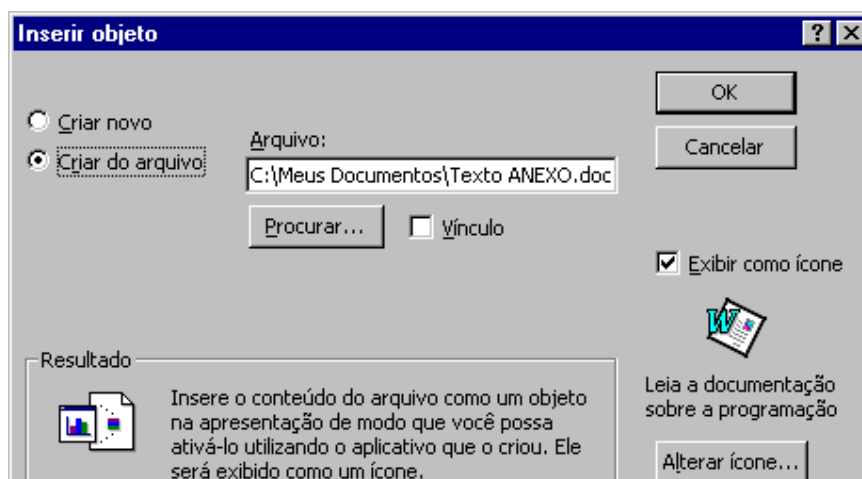 Inserir objeto
Criar novo
Criar do arquivo
Arquivo:
C:\Meus Documentos\Texto ANEXO.doc
Procurar...
Vínculo
OK
Cancelar
Exibir como ícone
Leia a documentação
sobre a programação
Alterar ícone...
Resultado
Insere o conteúdo do arquivo como um objeto
na apresentação de modo que você possa
ativá-lo utilizando o aplicativo que o criou. Ele
será exibido como um ícone.